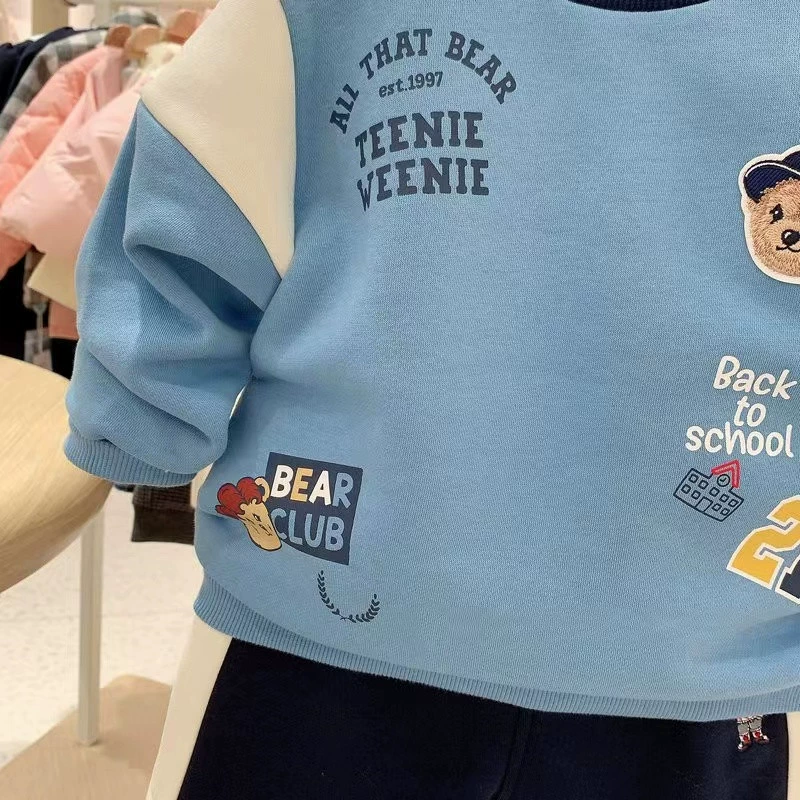 ALL THAT BEAR
est.1997
TEENIE
WEENIE
Back
to
school
BEAR
CLUB